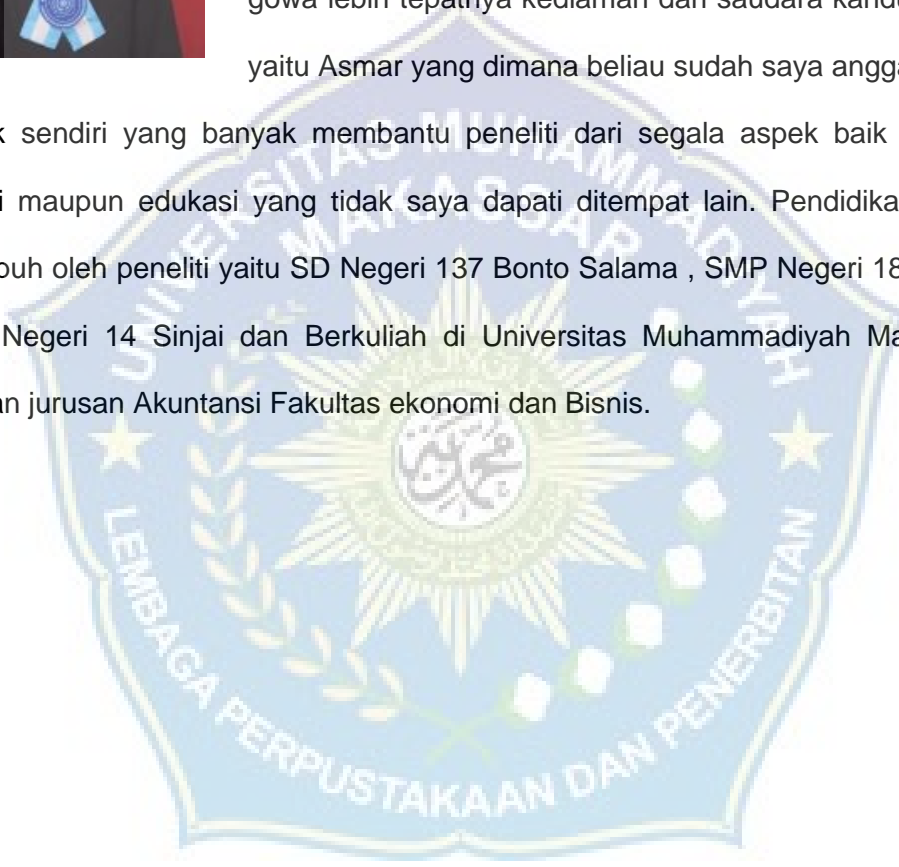 gowa lebih tepatnya kediaman dari saudara kande
yaitu Asmar yang dimana beliau sudah saya angga
k sendiri yang banyak membantu peneliti dari segala aspek baik
i maupun edukasi yang tidak saya dapati ditempat lain. Pendidika
ouh oleh peneliti yaitu SD Negeri 137 Bonto Salama , SMP Negeri 18
Negeri 14 Sinjai dan Berkuliah di Universitas Muhammadiyah Ma
an jurusan Akuntansi Fakultas ekonomi dan Bisnis.
UNIVERSITAS MUHAMMADIYAH
MAKASSAR
LEMBAGA PERPUSTAKAAN DAN PENERBITAN